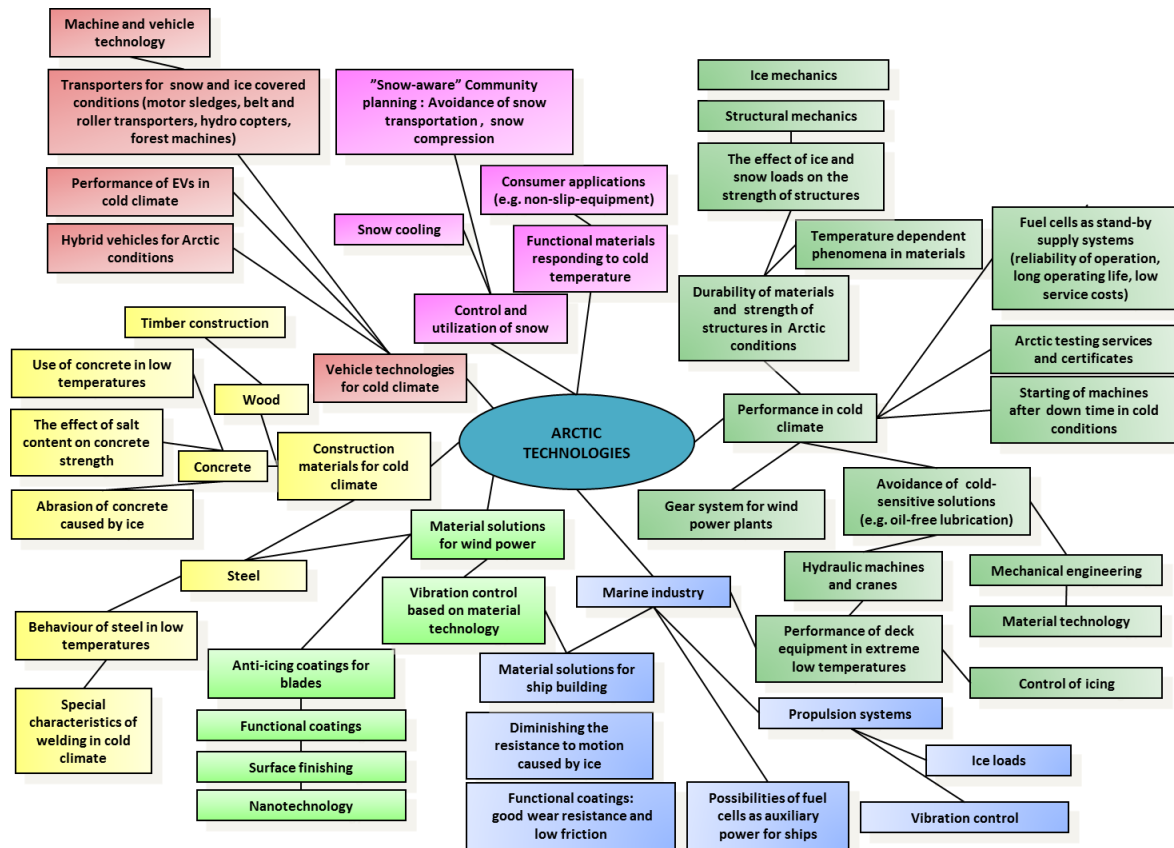 Machine and vehicle
technology
Transporters for snow and ice covered
conditions (motor sledges, belt and
roller transporters, hydro copters,
forest machines)
Performance of EVs in
cold climate
Hybrid vehicles for Arctic
conditions
Vehicle technologies
for cold climate
”Snow-aware” Community
planning : Avoidance of snow
transportation , snow
compression
Consumer applications
(e.g. non-slip-equipment)
Snow cooling
Functional materials
responding to cold
temperature
Control and
utilization of snow
Ice mechanics
Structural mechanics
The effect of ice and
snow loads on the
strength of structures
Temperature dependent
phenomena in materials
Durability of materials
and strength of
structures in Arctic
conditions
Fuel cells as stand-by
supply systems
(reliability of operation,
long operating life, low
service costs)
Arctic testing services
and certificates
Starting of machines
after down time in cold
conditions
Performance in cold
climate
ARCTIC
TECHNOLOGIES
Timber construction
Use of concrete in low
temperatures
Wood
The effect of salt
content on concrete
strength
Concrete
Construction
materials for cold
climate
Abrasion of concrete
caused by ice
Steel
Behaviour of steel in low
temperatures
Special
characteristics of
welding in cold
climate
Material solutions
for wind power
Vibration control
based on material
technology
Anti-icing coatings for
blades
Functional coatings
Surface finishing
Nanotechnology
Gear system for wind
power plants
Avoidance of cold-
sensitive solutions
(e.g. oil-free lubrication)
Hydraulic machines
and cranes
Mechanical engineering
Material technology
Performance of deck
equipment in extreme
low temperatures
Control of icing
Marine industry
Material solutions for
ship building
Diminishing the
resistance to motion
caused by ice
Functional coatings:
good wear resistance
and low friction
Possibilities of fuel
cells as auxiliary
power for ships
Propulsion systems
Ice loads
Vibration control